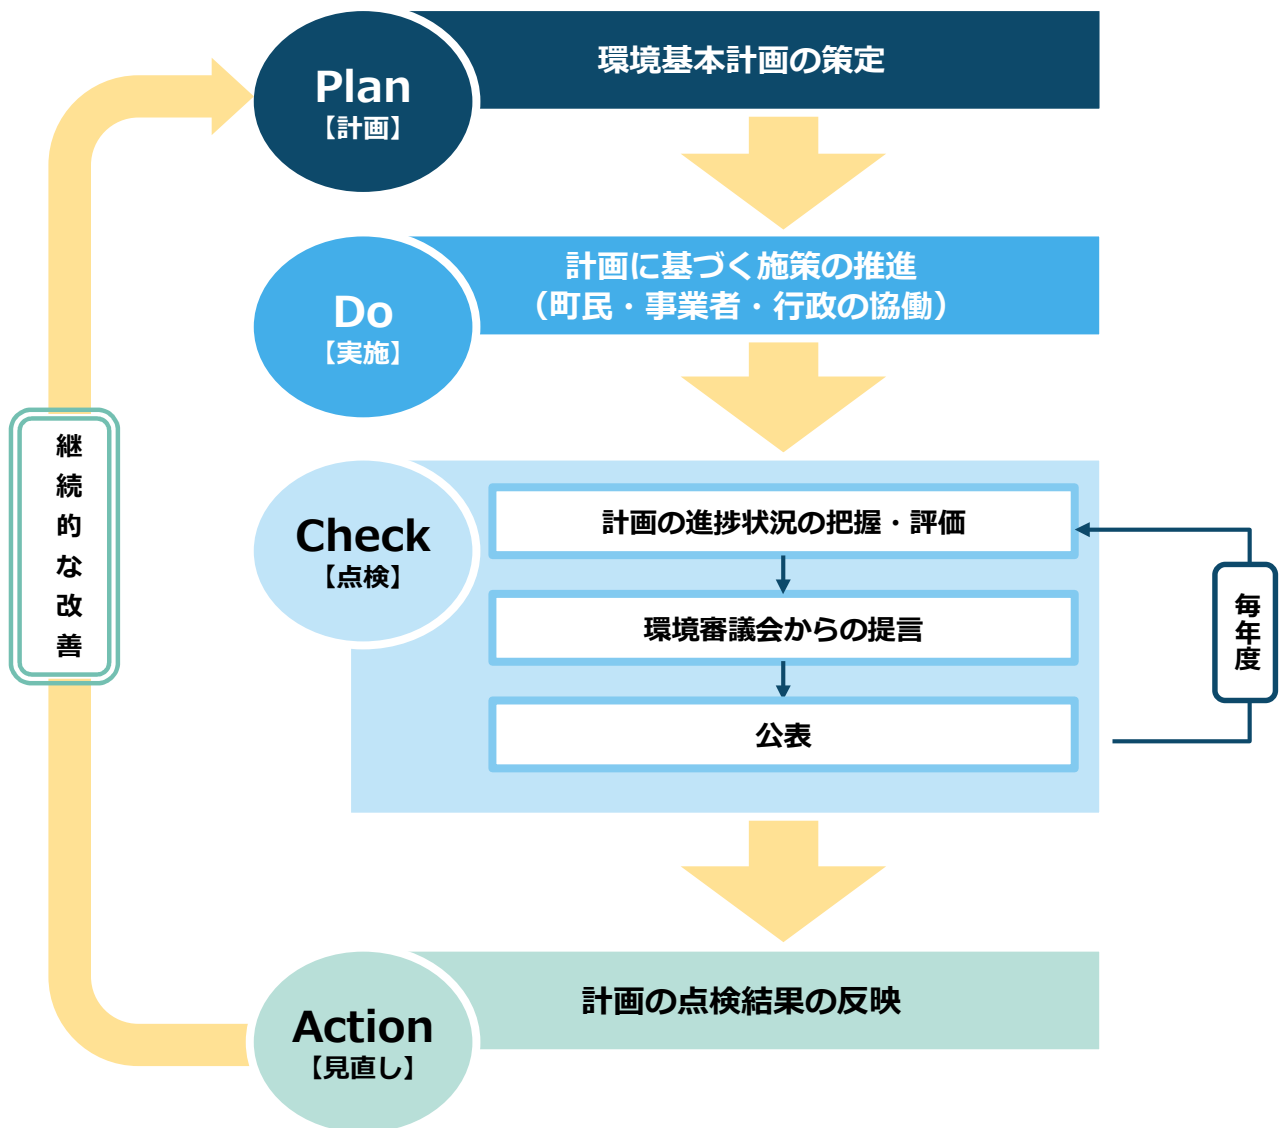 Plan
【計画】
環境基本計画の策定
Do
【実施】
計画に基づく施策の推進
（町民・事業者・行政の協働）
Check
【点検】
計画の進捗状況の把握・評価
環境審議会からの提言
公表
毎年度
継続的な改善
Action
【見直し】
計画の点検結果の反映